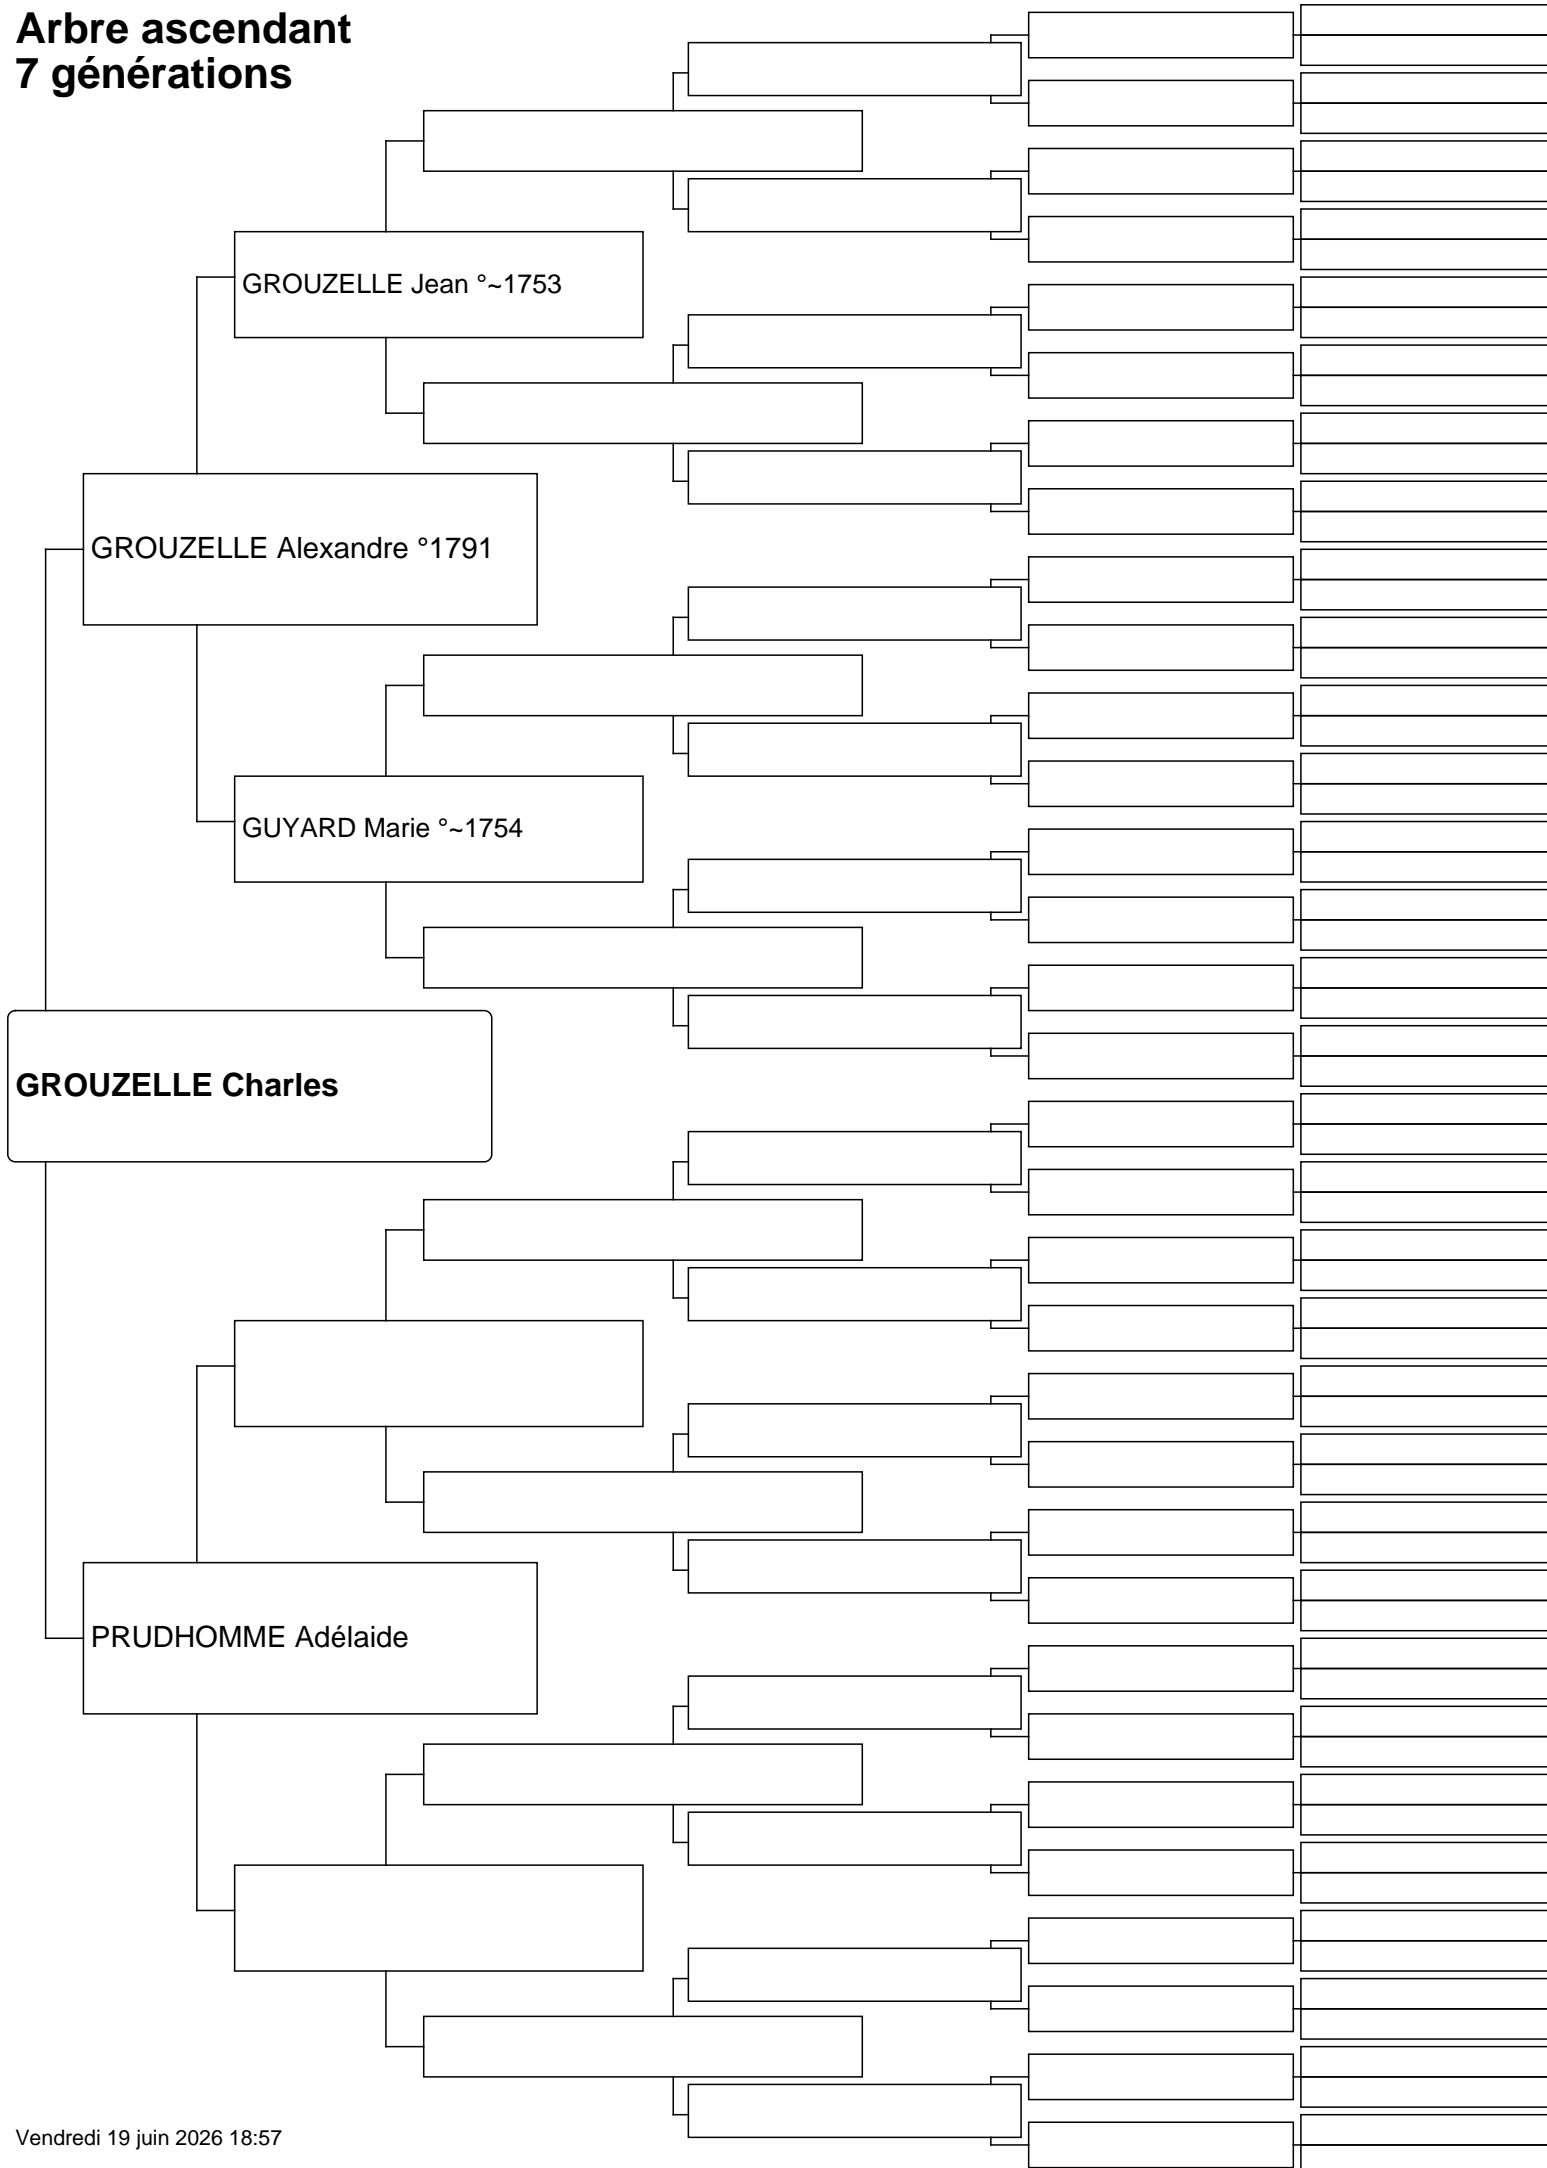 Arbre ascendant
7 générations
GROUZELLE Jean °~1753
GROUZELLE Alexandre °1791
GUYARD Marie °~1754
GROUZELLE Charles
PRUDHOMME Adélaide
Vendredi 19 juin 2026 18:57